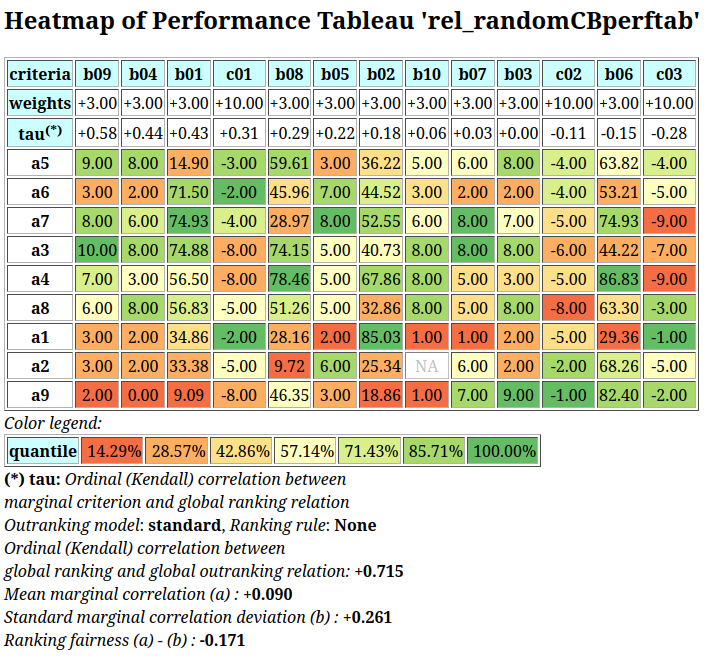 Heatmap of Performance Tableau 'rel_randomCBperftab'
criteria b09 b04 b01 c01 b08 b05 b02 b10 b07 b03 c02 b06 c03
weights +3.00 +3.00 +3.00 +10.00 +3.00 +3.00 +3.00 +3.00 +3.00 +3.00 +10.00 +3.00 +10.00
tau(*) +0.58 +0.44 +0.43 +0.31 +0.29 +0.22 +0.18 +0.06 +0.03 +0.00 -0.11 -0.15 -0.28
a5 9.00 8.00 14.90 -3.00 59.61 3.00 36.22 5.00 6.00 8.00 -4.00 63.82 -4.00
a6 3.00 2.00 71.50 -2.00 45.96 7.00 44.52 3.00 2.00 2.00 -4.00 53.21 -5.00
a7 8.00 6.00 74.93 -4.00 28.97 8.00 52.55 6.00 8.00 7.00 -5.00 74.93 -9.00
a3 10.00 8.00 74.88 -8.00 74.15 5.00 40.73 8.00 8.00 8.00 -6.00 44.22 -7.00
a4 7.00 3.00 56.50 -8.00 78.46 5.00 67.86 8.00 5.00 3.00 -5.00 86.83 -9.00
a8 6.00 8.00 56.83 -5.00 51.26 5.00 32.86 8.00 5.00 8.00 -8.00 63.30 -3.00
a1 3.00 2.00 34.86 -2.00 28.16 2.00 85.03 1.00 1.00 2.00 -5.00 29.36 -1.00
a2 3.00 2.00 33.38 -5.00 9.72 6.00 25.34 NA 6.00 2.00 -2.00 68.26 -5.00
a9 2.00 0.00 9.09 -8.00 46.35 3.00 18.86 1.00 7.00 9.00 -1.00 82.40 -2.00
Color legend:
quantile 14.29% 28.57% 42.86% 57.14% 71.43% 85.71% 100.00%
(*) tau: Ordinal (Kendall) correlation between
marginal criterion and global ranking relation
Outranking model: standard, Ranking rule: None
Ordinal (Kendall) correlation between
global ranking and global outranking relation: +0.715
Mean marginal correlation (a) : +0.090
Standard marginal correlation deviation (b) : +0.261
Ranking fairness (a) - (b) : -0.171